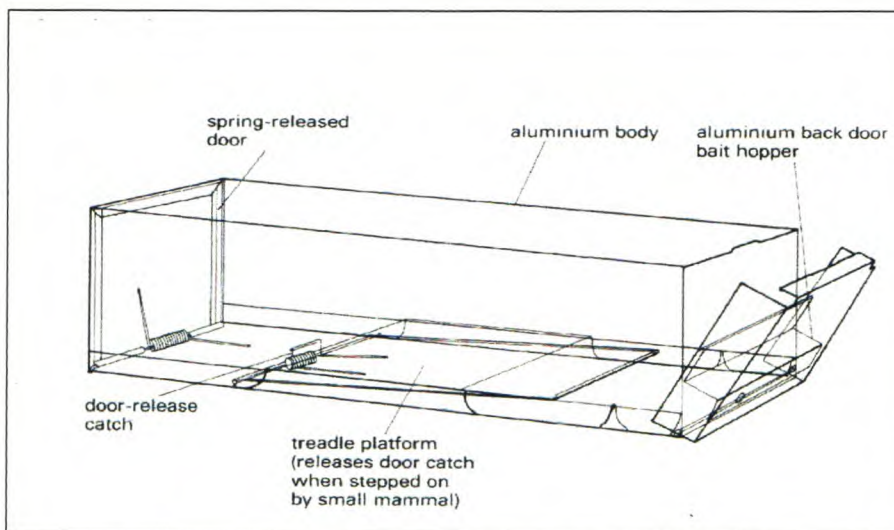 spring-released
door
aluminium body
aluminium back door
bait hopper
door-release
catch
treadle platform
(releases door catch
when stepped on
by small mammal)